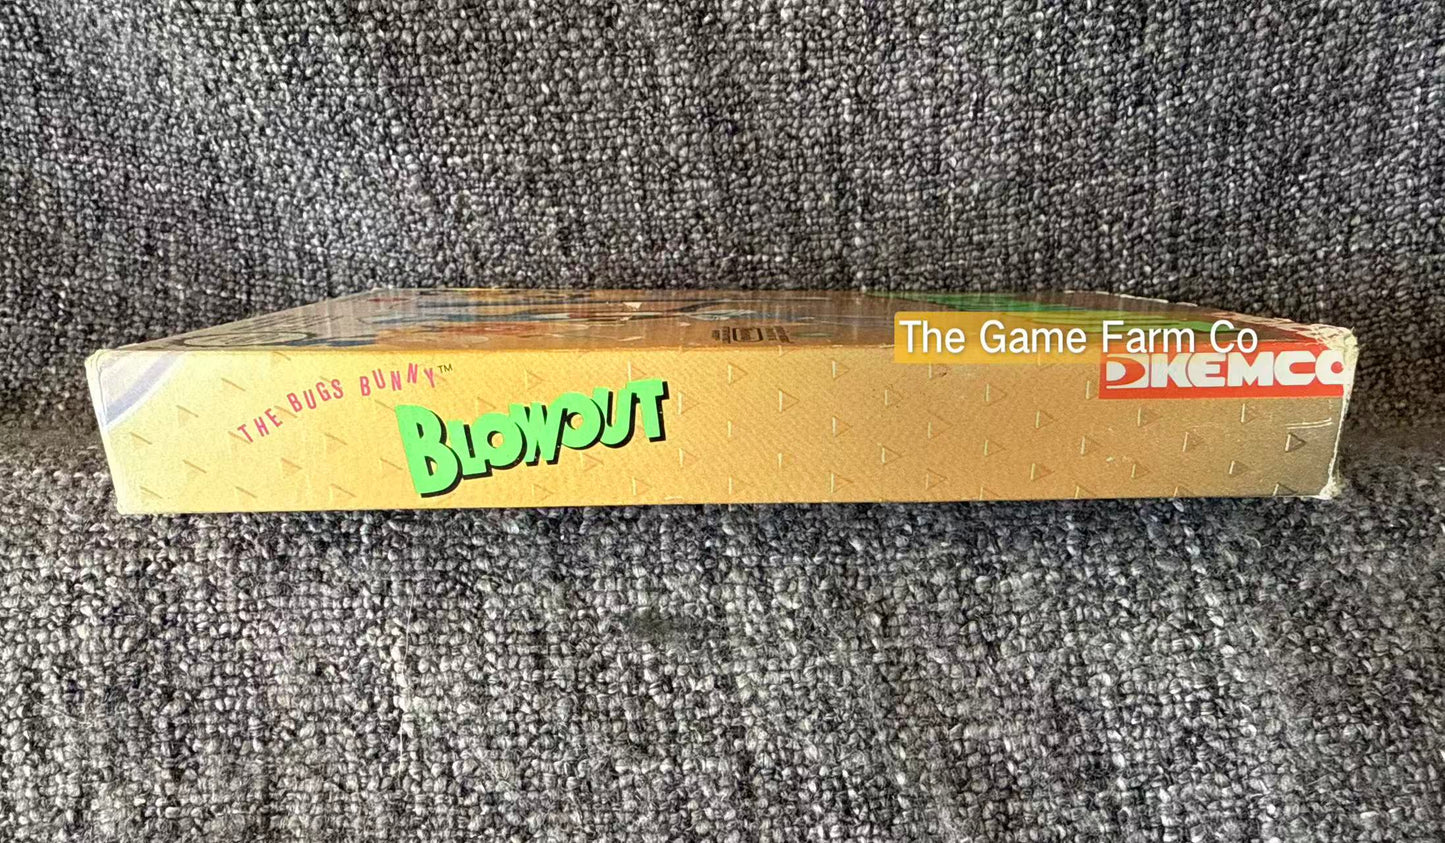 THE BUGS BUNNY™
BLOWOUT
The Game Farm Co
KEMCO